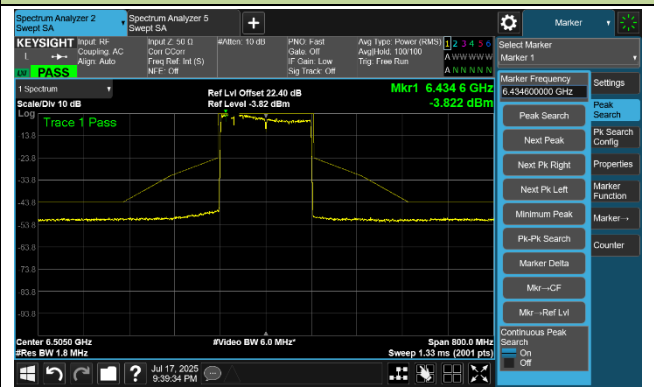 Spectrum Analyzer 2
Swept SA
Spectrum Analyzer 5
Swept SA
Marker
KEYSIGHT
Input: RF
Coupling: AC
Align: Auto
Input Z: 50 Ω
Corr CCorr
Freq Ref: Int (S)
NFE: Off
#Atten: 10 dB
PNO: Fast
Gate: Off
IF Gain: Low
Sig Track: Off
Avg Type: Power (RMS)
Avg|Hold: 100/100
Trig: Free Run
1 2 3 4 5 6
A W W W W W
A N N N N N
L
PASS
Select Marker
Marker 1
1 Spectrum
Scale/Div 10 dB
Ref Lvl Offset 22.40 dB
Ref Level -3.82 dBm
Mkr1 6.434 6 GHz
-3.822 dBm
Log
Trace 1 Pass
1
-13.8
-23.8
-33.8
-43.8
-53.8
-63.8
-73.8
-83.8
-93.8
Center 6.5050 GHz
#Res BW 1.8 MHz
#Video BW 6.0 MHz*
Span 800.0 MHz
Sweep 1.33 ms (2001 pts)
Marker Frequency
6.434600000 GHz
Peak Search
Next Peak
Next Pk Right
Next Pk Left
Minimum Peak
Pk-Pk Search
Marker Delta
Mkr→CF
Mkr→Ref Lvl
Continuous Peak
Search
On
Off
Settings
Peak
Search
Pk Search
Config
Properties
Marker
Function
Marker→
Counter
Jul 17, 2025
9:39:34 PM